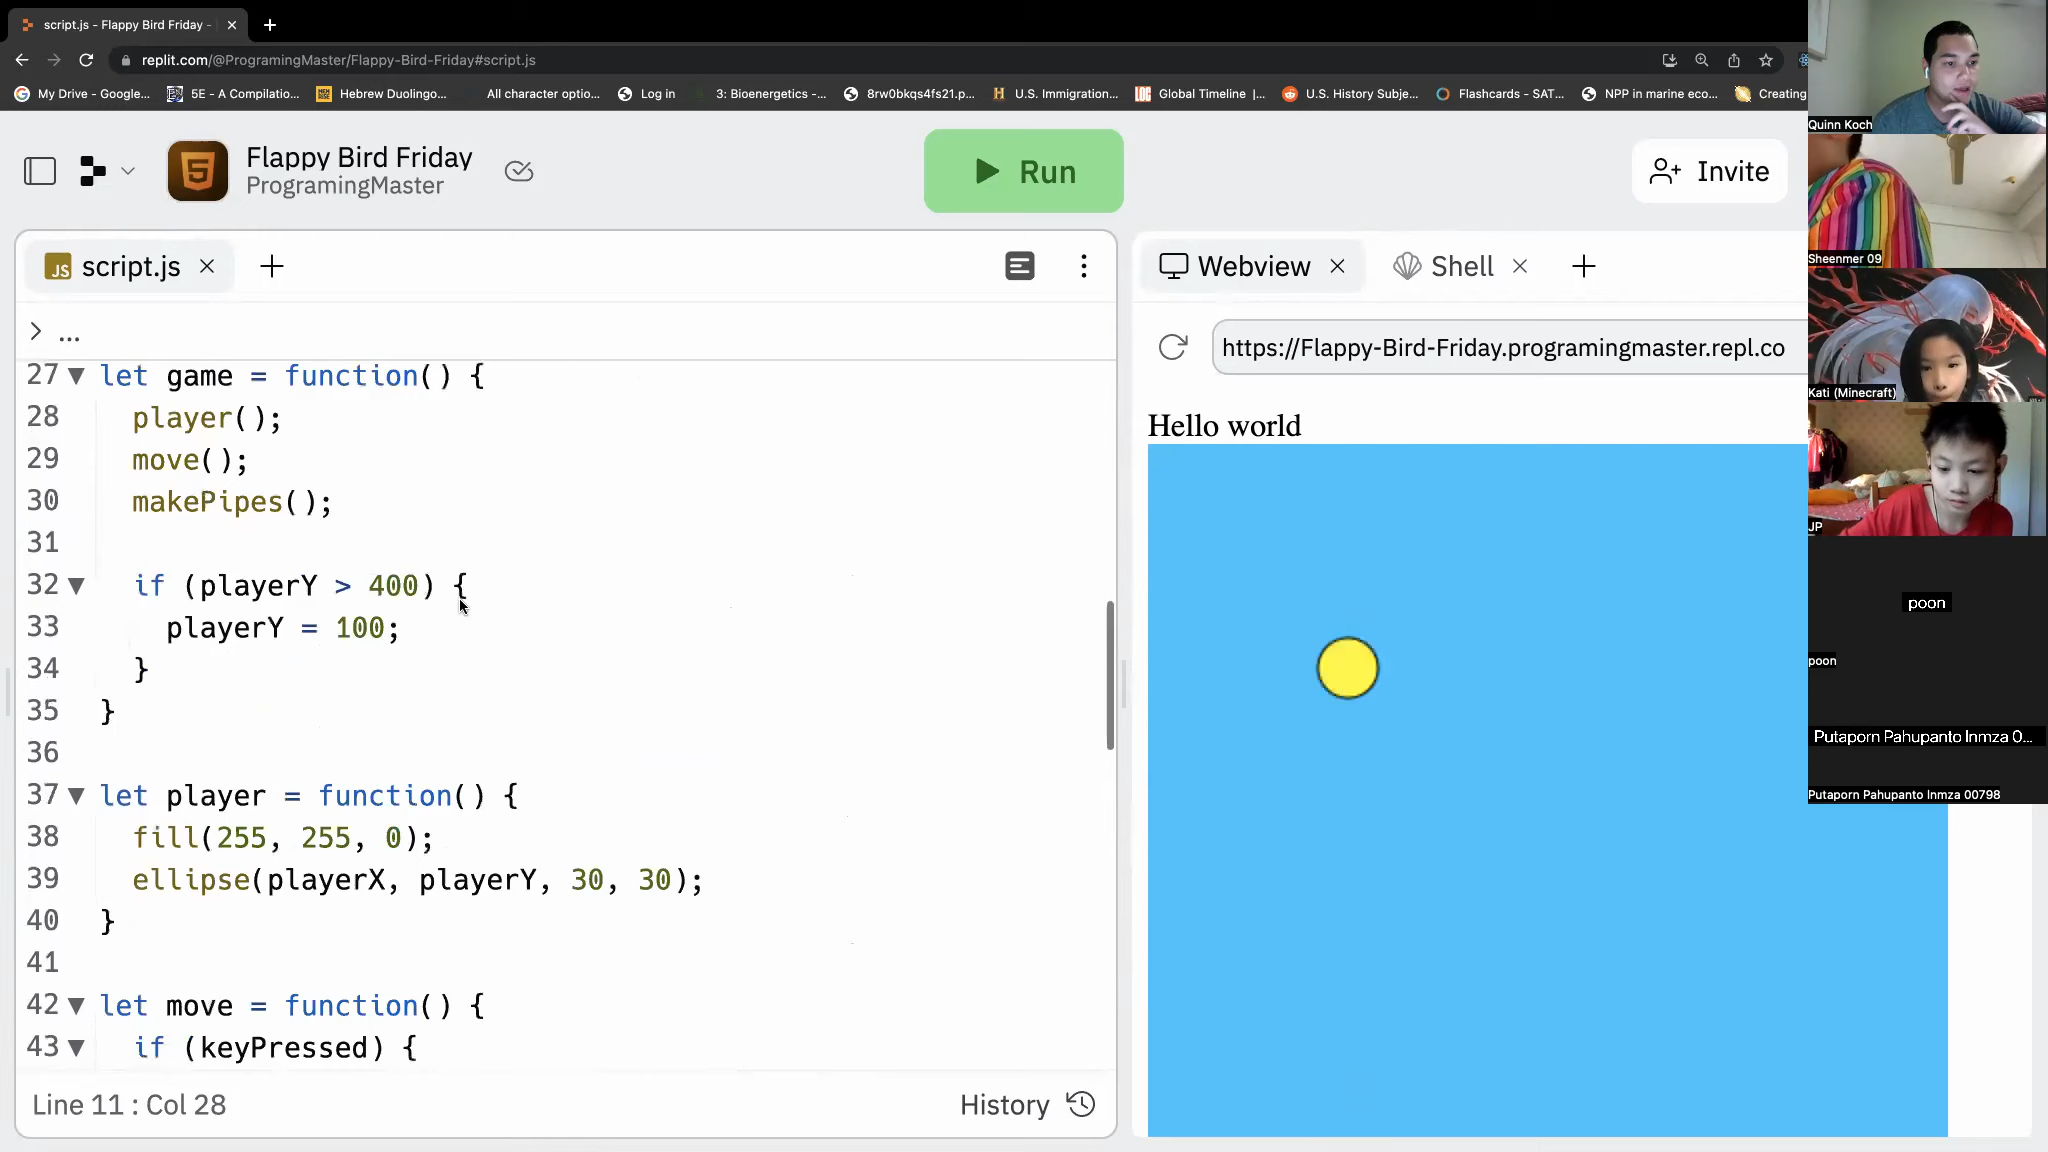 script.js - Flappy Bird Friday -
replit.com/@ProgramingMaster/Flappy-Bird-Friday#script.js
My Drive - Google...
5E - A Compilatio...
Hebrew Duolingo...
All character optio...
Log in
3: Bioenergetics -...
8rw0bkqs4fs21.p...
U.S. Immigration...
Global Timeline |...
U.S. History Subje...
Flashcards - SAT...
NPP in marine eco...
Creating
Flappy Bird Friday
ProgramingMaster
Run
Invite
JS script.js
...
27 let game = function() {
28 player();
29 move();
30 makePipes();
31
32 if (playerY > 400) {
33 playerY = 100;
34 }
35 }
36
37 let player = function() {
38 fill(255, 255, 0);
39 ellipse(playerX, playerY, 30, 30);
40 }
41
42 let move = function() {
43 if (keyPressed) {
Line 11 : Col 28
History
Webview
Shell
https://Flappy-Bird-Friday.programingmaster.repl.co
Hello world
Quinn Koch
Sheenmer 09
Kati (Minecraft)
JP
poon
poon
Putaporn Pahupanto Inmza 0...
Putaporn Pahupanto Inmza 00798